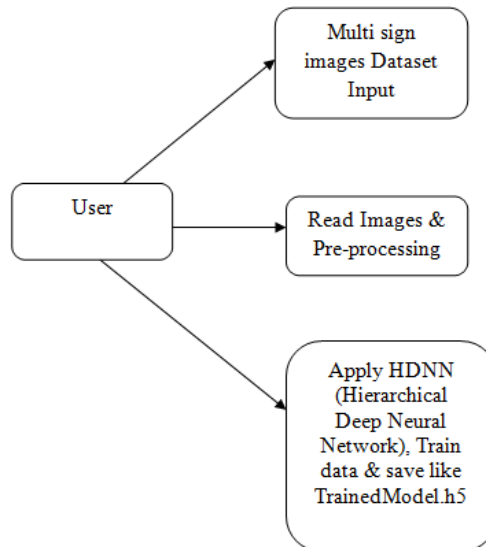 Multi sign
images Dataset
Input
User
Read Images &
Pre-processing
Apply HDNN
(Hierarchical
Deep Neural
Network), Train
data & save like
TrainedModel.h5